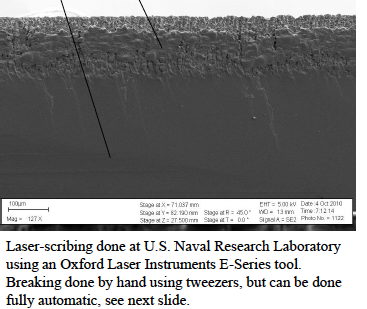 100µm
Mag = 127 X
Stage at X = 71.037 mm
Stage at Y = 82.190 mm Stage at R = 45.0°
Stage at Z = 27.500 mm Stage at T = 0.0°
EHT = 5.00 kV Date :4 Oct 2010
WD = 13 mm Time :7:12:14
Signal A = SE2 Photo No. = 1122
Laser-scribing done at U.S. Naval Research Laboratory
using an Oxford Laser Instruments E-Series tool.
Breaking done by hand using tweezers, but can be done
fully automatic, see next slide.